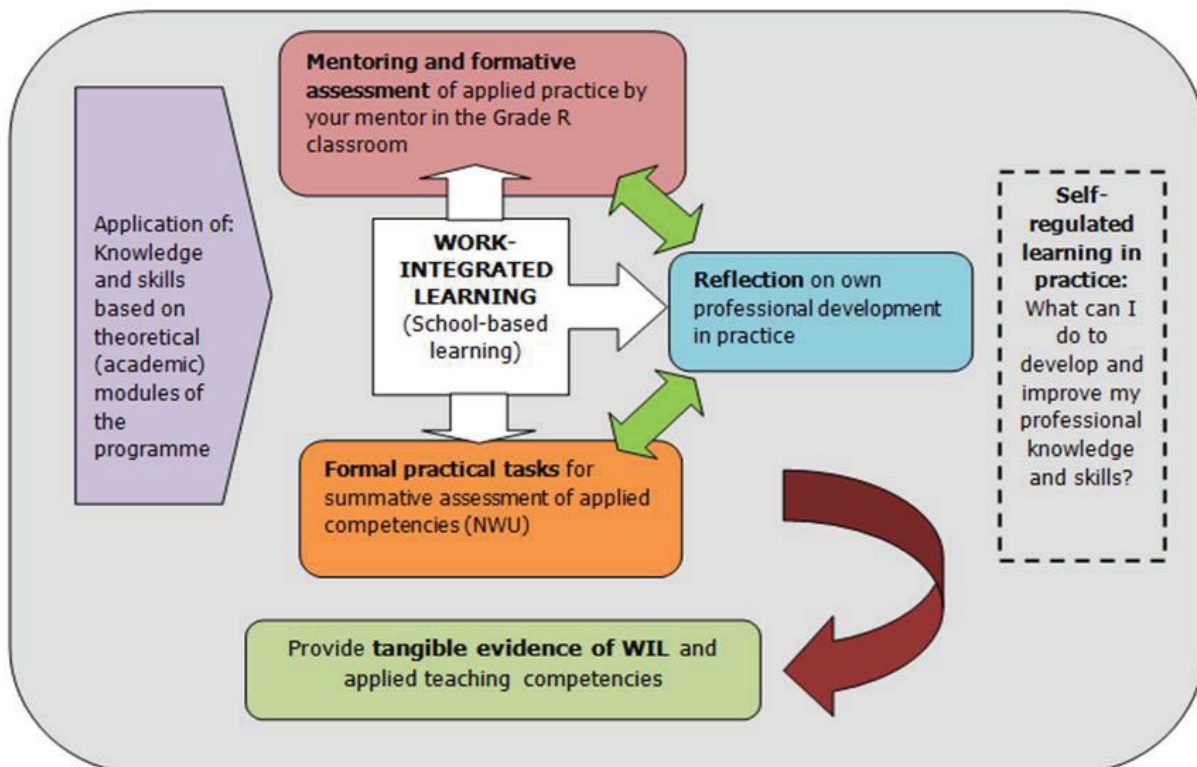 Mentoring and formative
assessment of applied practice by
your mentor in the Grade R
classroom
Application of:
Knowledge
and skills
based on
theoretical
(academic)
modules of
the
programme
WORK-
INTEGRATED
LEARNING
(School-based
learning)
Reflection on own
professional development
in practice
Self-
regulated
learning in
practice:
What can I
do to
develop and
improve my
professional
knowledge
and skills?
Formal practical tasks for
summative assessment of applied
competencies (NWU)
Provide tangible evidence of WIL and
applied teaching competencies